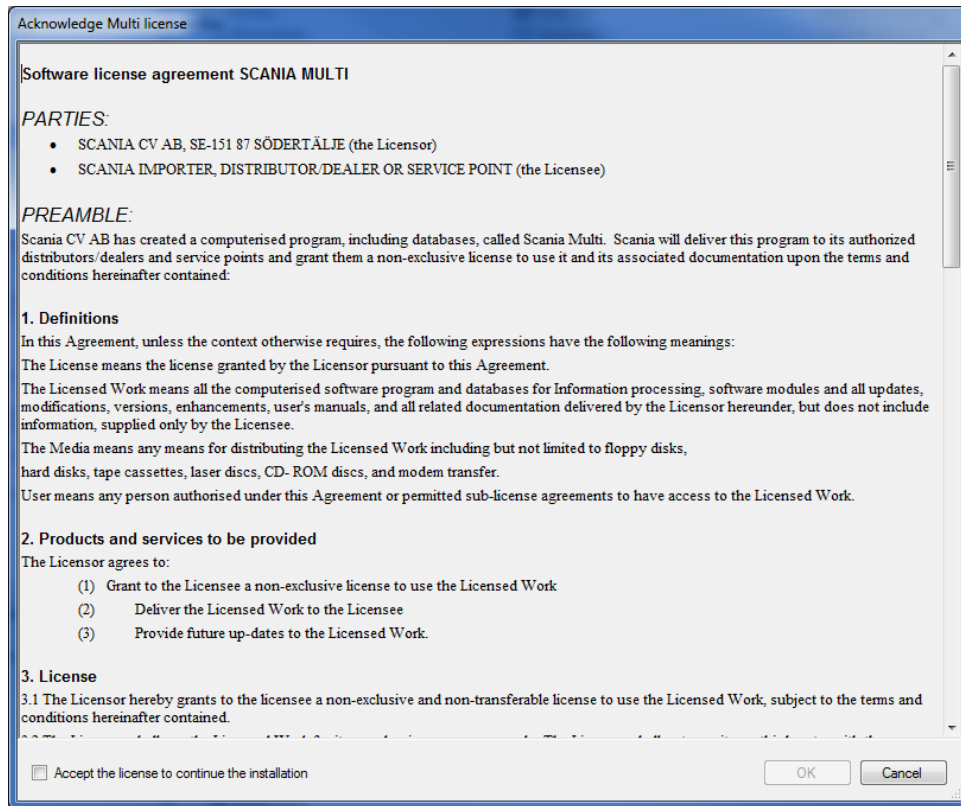 Acknowledge Multi license
Software license agreement SCANIA MULTI
PARTIES:
• SCANIA CV AB, SE-151 87 SÖDERTÄLJE (the Licensor)
• SCANIA IMPORTER, DISTRIBUTOR/DEALER OR SERVICE POINT (the Licensee)
PREAMBLE:
Scania CV AB has created a computerised program, including databases, called Scania Multi. Scania will deliver this program to its authorized
distributors/dealers and service points and grant them a non-exclusive license to use it and its associated documentation upon the terms and
conditions hereinafter contained:
1. Definitions
In this Agreement, unless the context otherwise requires, the following expressions have the following meanings:
The License means the license granted by the Licensor pursuant to this Agreement.
The Licensed Work means all the computerised software program and databases for Information processing, software modules and all updates,
modifications, versions, enhancements, user's manuals, and all related documentation delivered by the Licensor hereunder, but does not include
information, supplied only by the Licensee.
The Media means any means for distributing the Licensed Work including but not limited to floppy disks,
hard disks, tape cassettes, laser discs, CD- ROM discs, and modem transfer.
User means any person authorised under this Agreement or permitted sub-license agreements to have access to the Licensed Work.
2. Products and services to be provided
The Licensor agrees to:
(1) Grant to the Licensee a non-exclusive license to use the Licensed Work
(2) Deliver the Licensed Work to the Licensee
(3) Provide future up-dates to the Licensed Work.
3. License
3.1 The Licensor hereby grants to the licensee a non-exclusive and non-transferable license to use the Licensed Work, subject to the terms and
conditions hereinafter contained.
Accept the license to continue the installation
OK
Cancel